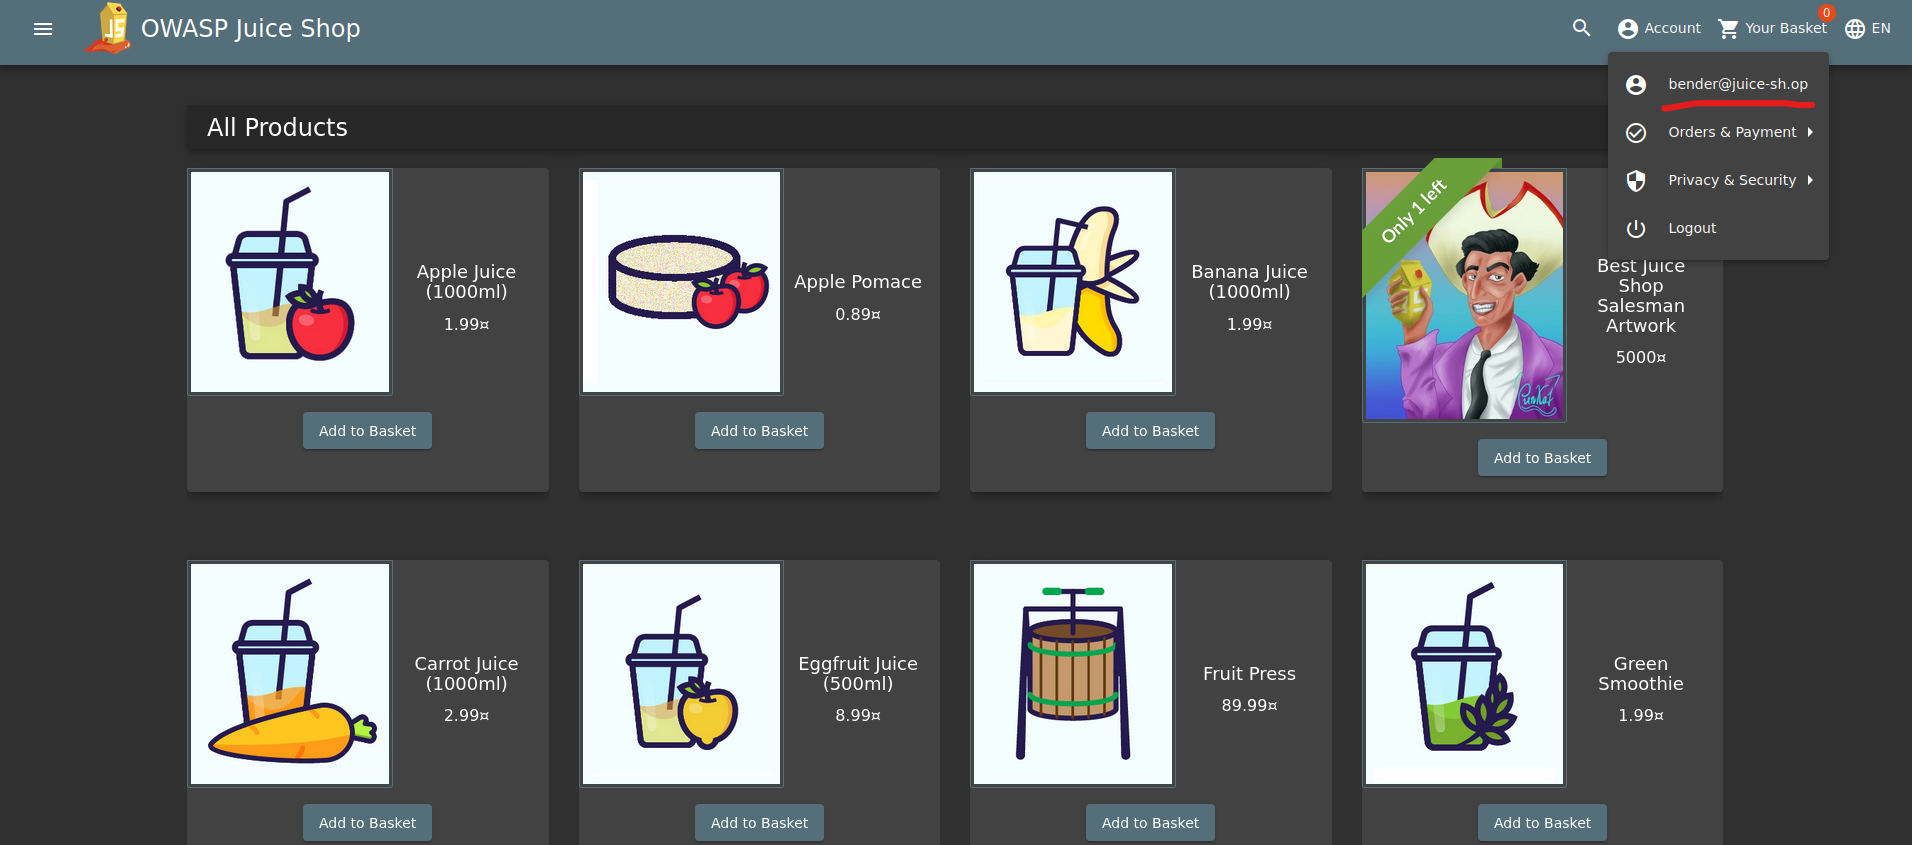 OWASP Juice Shop
Account
Your Basket
0
EN
bender@juice-sh.op
Orders & Payment
Privacy & Security
Logout
All Products
Apple Juice
(1000ml)
1.99¤
Add to Basket
Apple Pomace
0.89¤
Add to Basket
Banana Juice
(1000ml)
1.99¤
Add to Basket
Only 1 left
Best Juice
Shop
Salesman
Artwork
5000¤
Add to Basket
Carrot Juice
(1000ml)
2.99¤
Add to Basket
Eggfruit Juice
(500ml)
8.99¤
Add to Basket
Fruit Press
89.99¤
Add to Basket
Green
Smoothie
1.99¤
Add to Basket